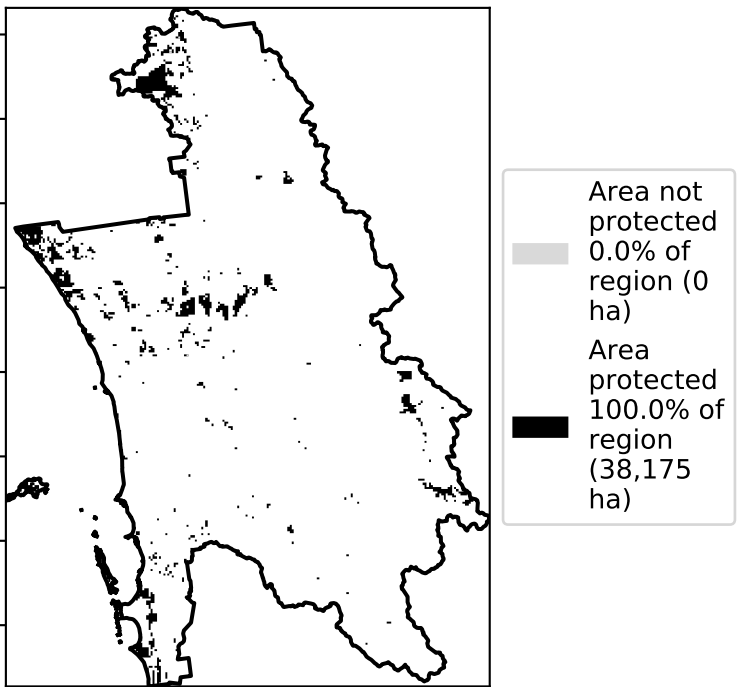 Area not
protected
0.0% of
region (0
ha)
Area
protected
100.0% of
region
(38,175
ha)